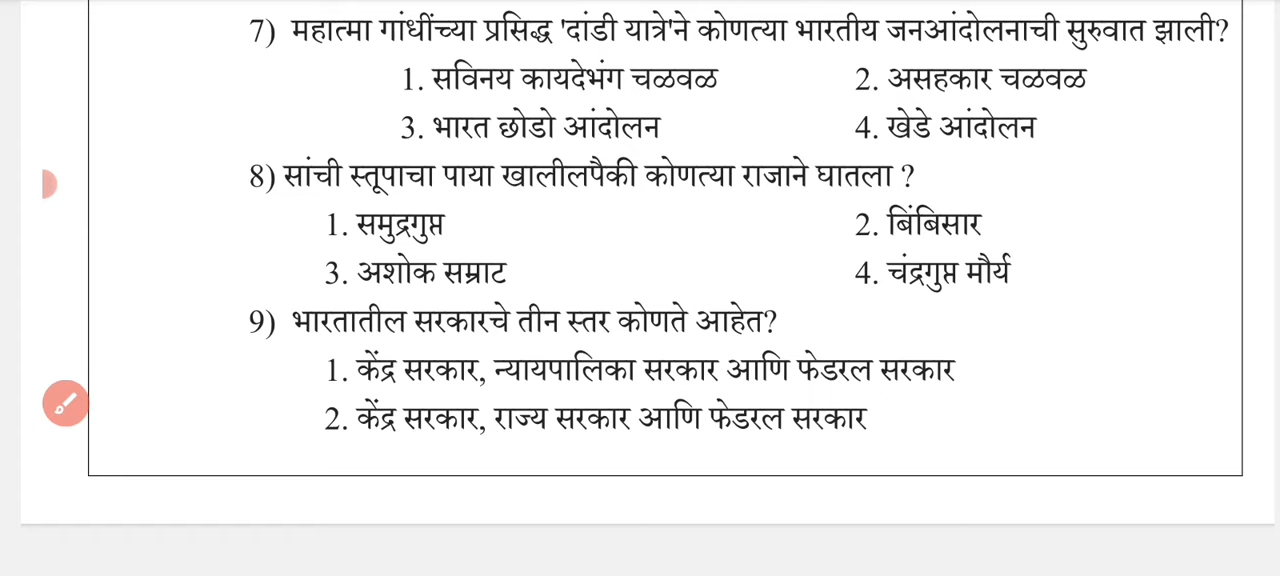 7) महात्मा गांधींच्या प्रसिद्ध 'दांडी यात्रे'ने कोणत्या भारतीय जनआंदोलनाची सुरुवात झाली?
1. सविनय कायदेभंग चळवळ 2. असहकार चळवळ
3. भारत छोडो आंदोलन 4. खेडे आंदोलन
8) सांची स्तूपाचा पाया खालीलपैकी कोणत्या राजाने घातला ?
1. समुद्रगुप्त 2. बिंबिसार
3. अशोक सम्राट 4. चंद्रगुप्त मौर्य
9) भारतातील सरकारचे तीन स्तर कोणते आहेत?
1. केंद्र सरकार, न्यायपालिका सरकार आणि फेडरल सरकार
2. केंद्र सरकार, राज्य सरकार आणि फेडरल सरकार